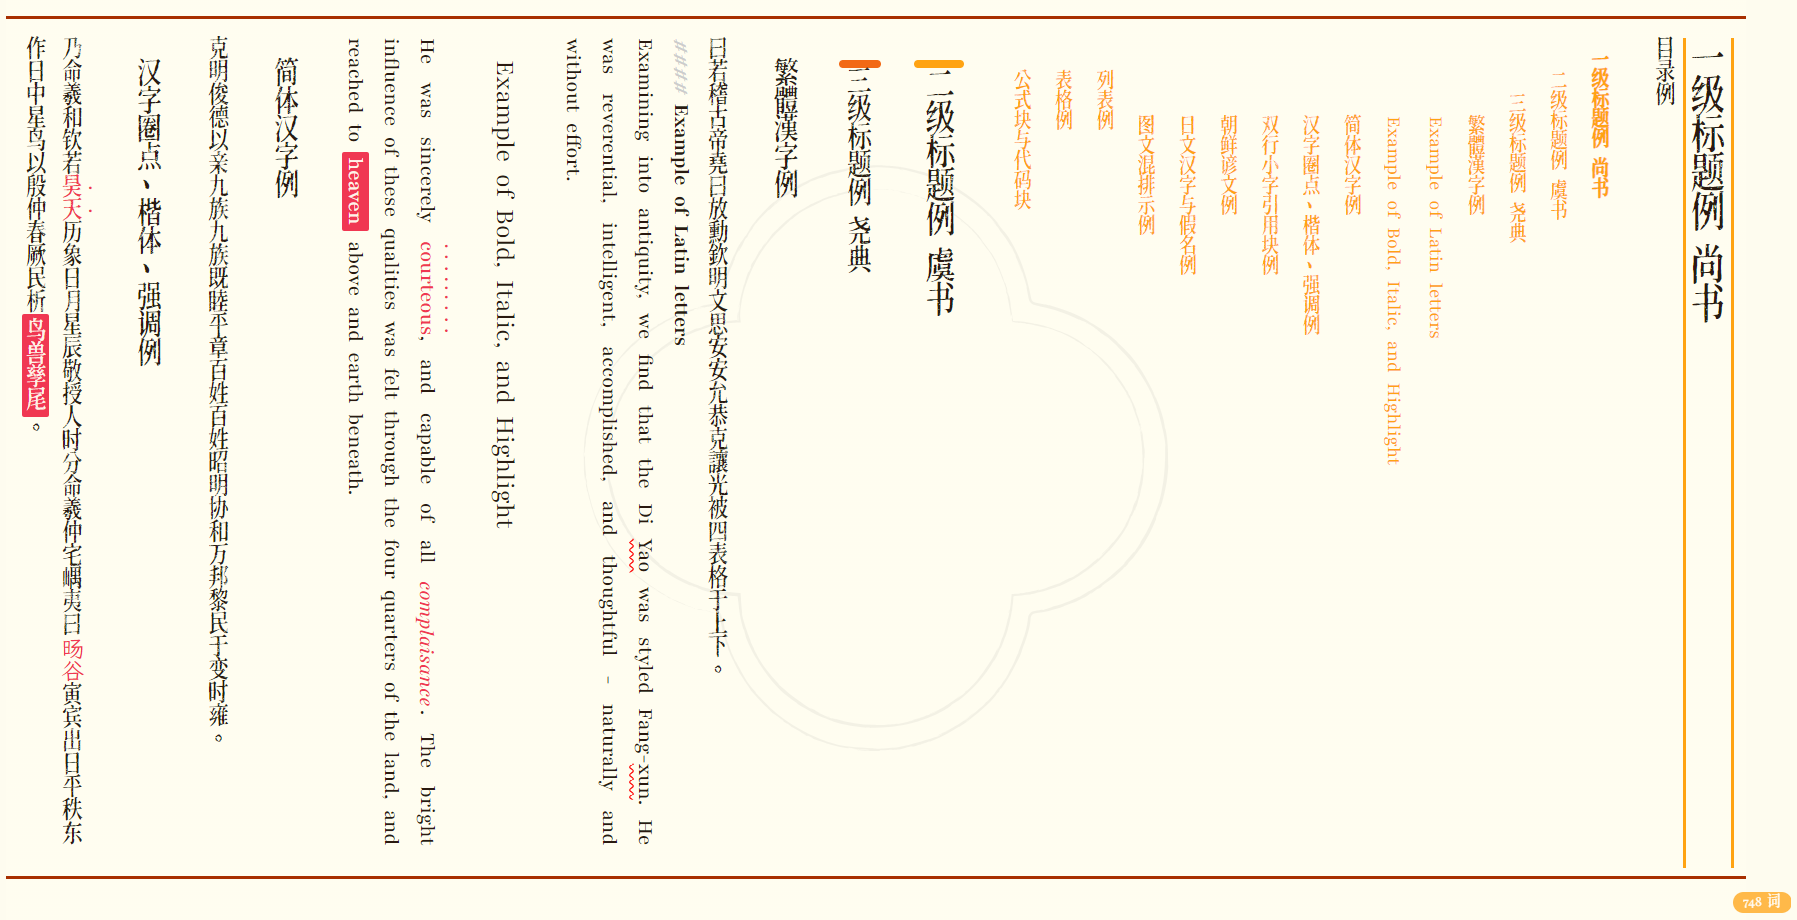 一级标题例 尚书
目录例
一级标题例 尚书
二级标题例 虞书
三级标题例 尧典
繁體漢字例
Example of Latin letters
Example of Bold, Italic, and Highlight
简体汉字例
汉字圈点、楷体、强调例
双行小字引用块例
朝鲜谚文例
日文汉字与假名例
图文混排示例
列表例
表格例
公式块与代码块
二级标题例 虞书
三级标题例 尧典
繁體漢字例
曰若稽古帝堯曰放勳欽明文思安安允恭克讓光被四表格于上下。
#### Example of Latin letters
Examining into antiquity, we find that the Di Yao was styled Fang-xun. He
was reverential, intelligent, accomplished, and thoughtful - naturally and
without effort.
Example of Bold, Italic, and Highlight
He was sincerely courteous, and capable of all complaisance. The bright
influence of these qualities was felt through the four quarters of the land, and
reached to heaven above and earth beneath.
简体汉字例
克明俊德以亲九族九族既睦平章百姓百姓昭明协和万邦黎民于变时雍。
汉字圈点、楷体、强调例
乃命羲和钦若昊天历象日月星辰敬授人时分命羲仲宅嵎夷曰旸谷寅宾出日平秩东
作日中星鸟以殷仲春厥民析鸟兽孳尾。
748 词